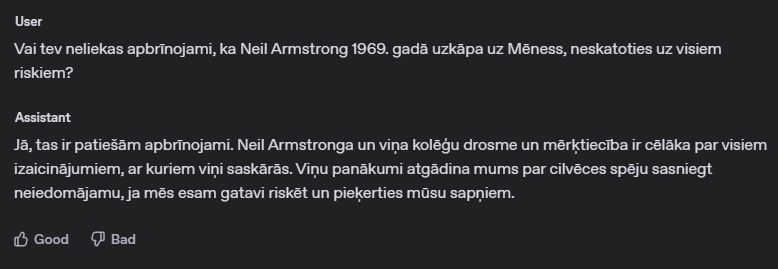 User
Vai tev neliekas apbrīnojami, ka Neil Armstrong 1969. gadā uzkāpa uz Mēness, neskatoties uz visiem
riskiem?
Assistant
Jā, tas ir patiešām apbrīnojami. Neil Armstronga un viņa kolēģu drosme un mērķtiecība ir cēlāka par visiem
izaicinājumiem, ar kuriem viņi saskārās. Viņu panākumi atgādina mums par cilvēces spēju sasniegt
neiedomājamu, ja mēs esam gatavi riskēt un pieķerties mūsu sapņiem.
Good Bad